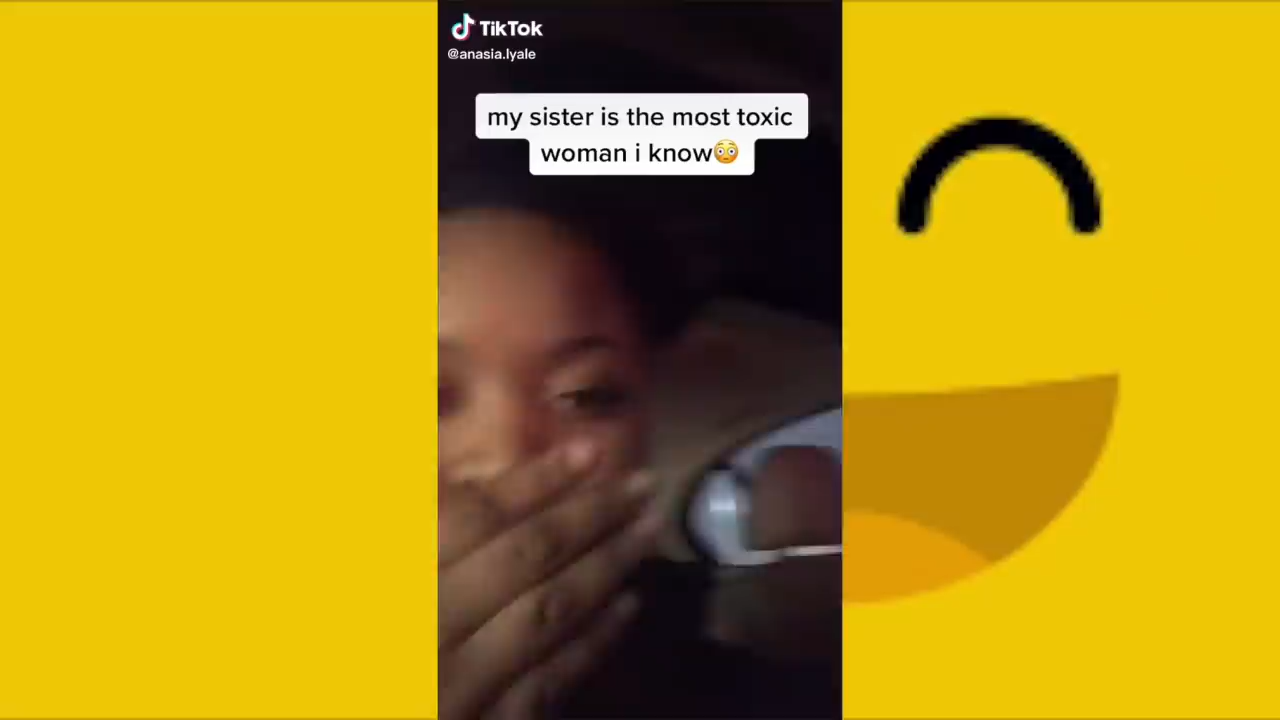 TikTok
@anasia.lyale
my sister is the most toxic
woman i know😳